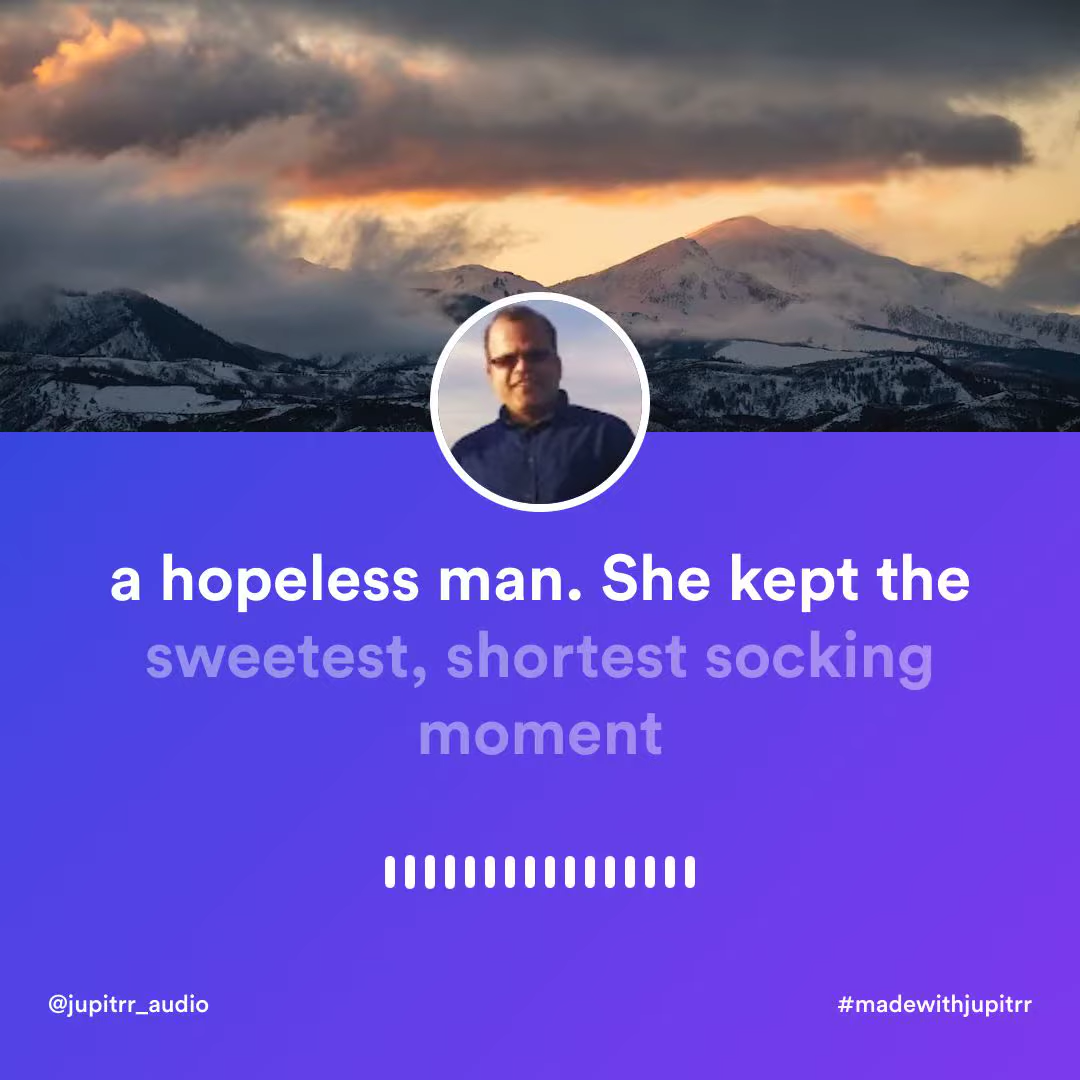 a hopeless man. She kept the
sweetest, shortest socking
moment
@jupitrr_audio
#madewithjupitrr